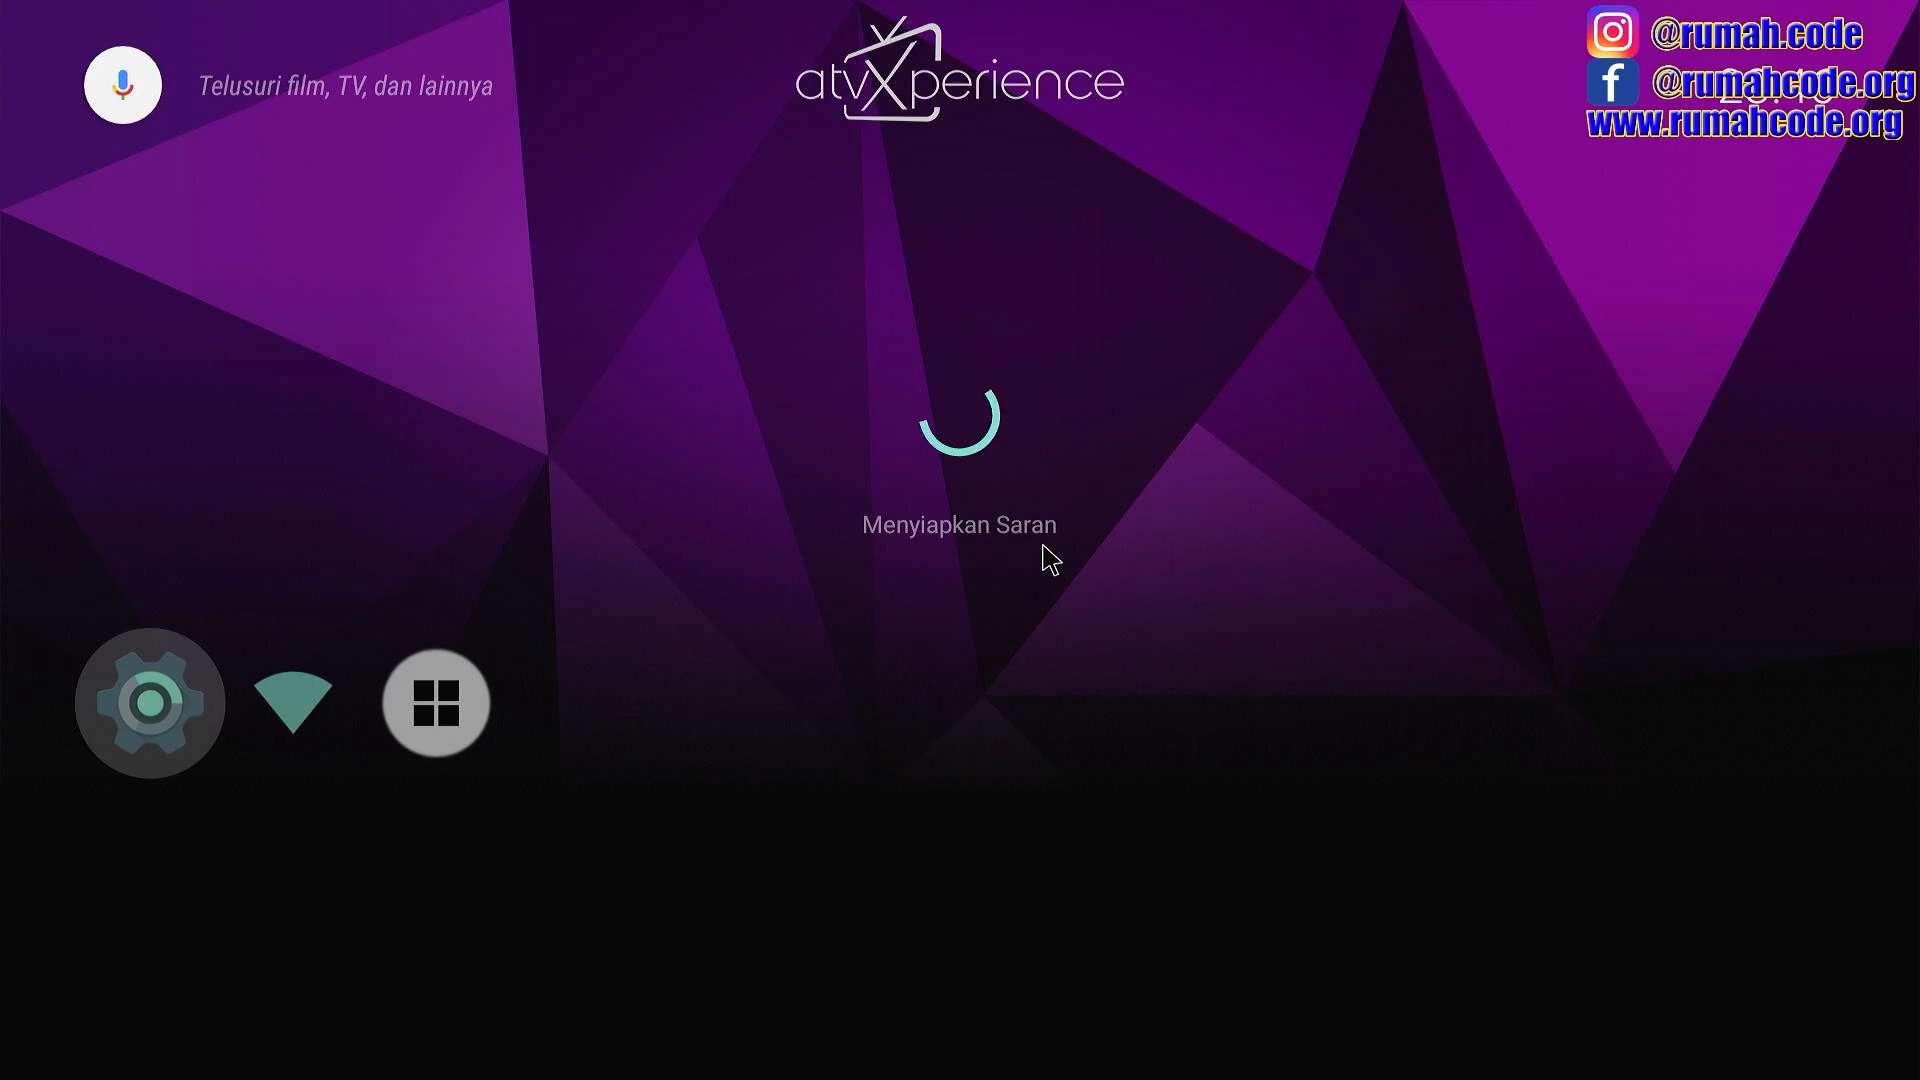 Telusuri film, TV, dan lainnya
atvXperience
@rumah.code
@rumahcode.org
www.rumahcode.org
Menyiapkan Saran